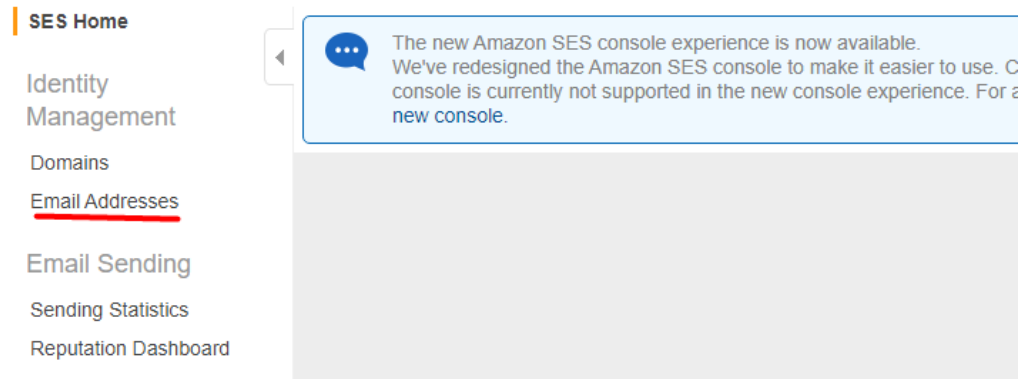 SES Home
Identity
Management
Domains
Email Addresses
Email Sending
Sending Statistics
Reputation Dashboard
The new Amazon SES console experience is now available.
We've redesigned the Amazon SES console to make it easier to use. C
console is currently not supported in the new console experience. For a
new console.